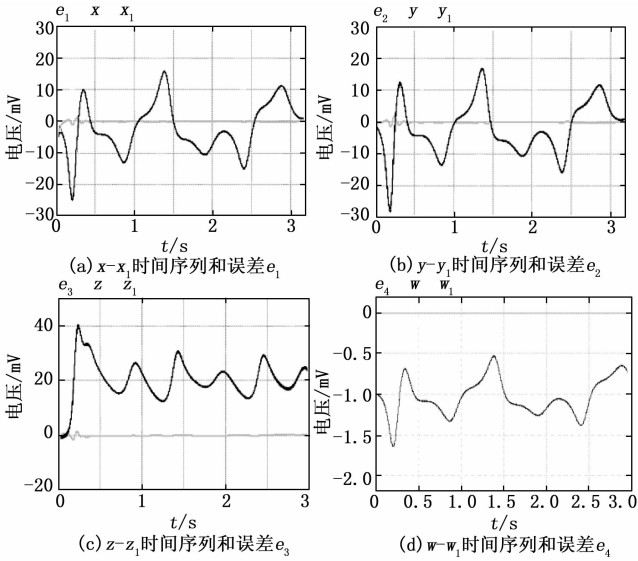 e₁ x x₁
30
20
10
0
−10
−20
−30
电压/mV
0 1 2 3
t/s
(a) x-x₁时间序列和误差e₁
e₂ y y₁
30
20
10
0
−10
−20
−30
电压/mV
0 1 2 3
t/s
(b) y-y₁时间序列和误差e₂
e₃ z z₁
40
20
0
−20
电压/mV
0 1 2 3
t/s
(c) z-z₁时间序列和误差e₃
e₄ w w₁
0
−0.5
−1.0
−1.5
−2.0
电压/mV
0 0.5 1.0 1.5 2.0 2.5 3.0
t/s
(d) w-w₁时间序列和误差e₄